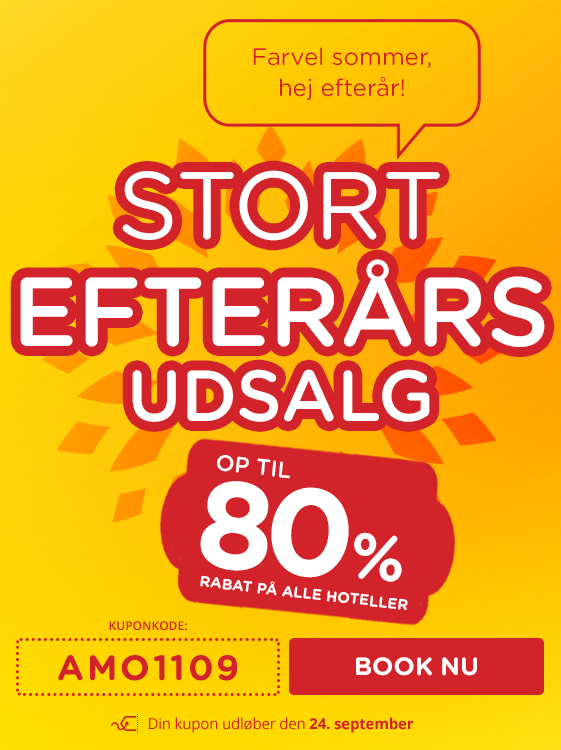 Farvel sommer,
hej efterår!
STORT
EFTERÅRS
UDSALG
OP TIL
80%
RABAT PÅ ALLE HOTELLER
KUPONKODE:
AMO1109
BOOK NU
Din kupon udløber den 24. september